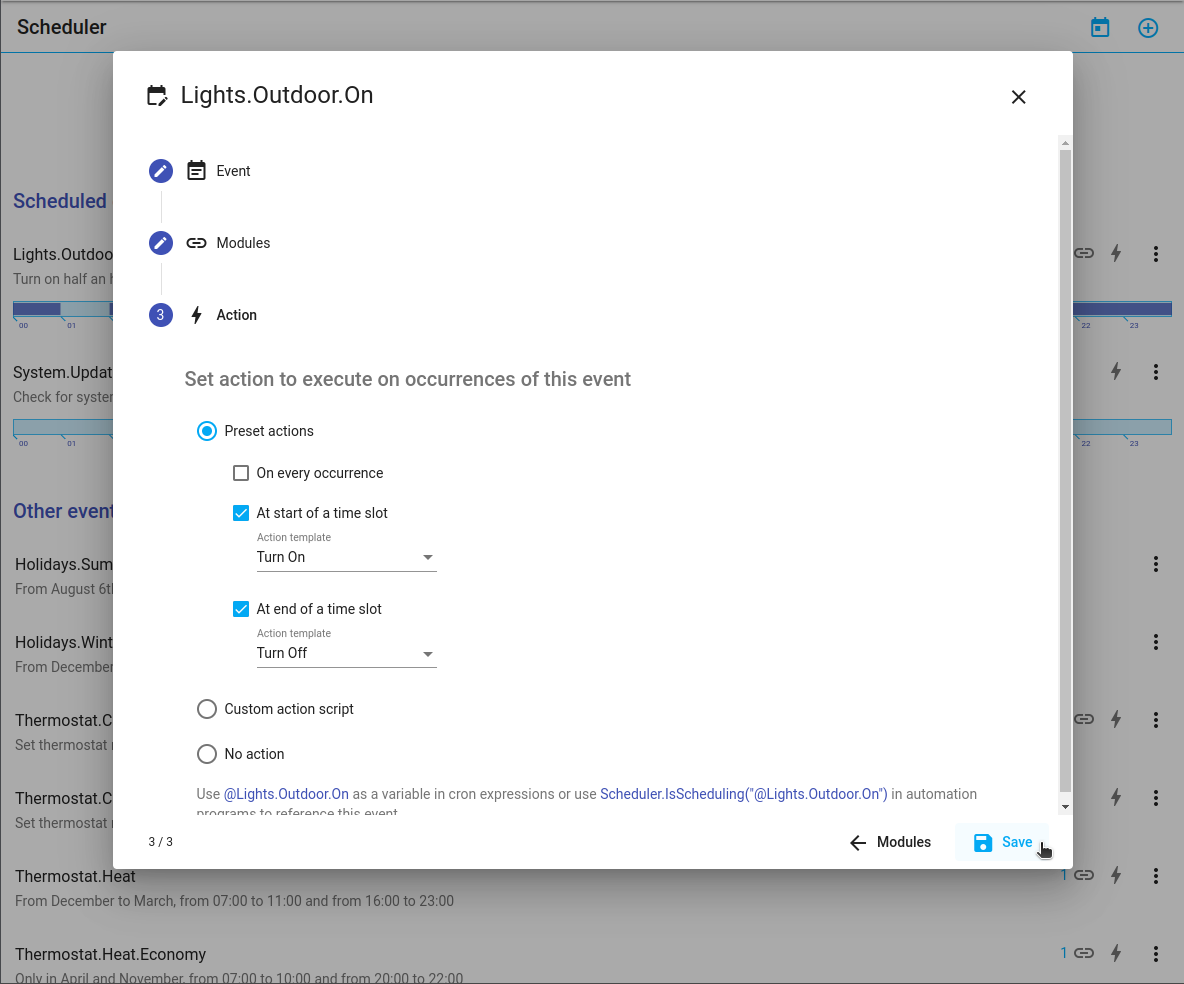 Scheduler
Lights.Outdoor.On
Event
Modules
3 Action
Set action to execute on occurrences of this event
Preset actions
On every occurrence
At start of a time slot
Action template
Turn On
At end of a time slot
Action template
Turn Off
Custom action script
No action
Use @Lights.Outdoor.On as a variable in cron expressions or use Scheduler.IsScheduling("@Lights.Outdoor.On") in automation
programs to reference this event
3 / 3
Modules
Save
Scheduled
Lights.Outdoo
Turn on half an
00 01 22 23
System.Updat
Check for syster
00 01 22 23
Other event
Holidays.Sum
From August 6t
Holidays.Wint
From December
Thermostat.C
Set thermostat
Thermostat.C
Set thermostat
Thermostat.Heat
1
From December to March, from 07:00 to 11:00 and from 16:00 to 23:00
Thermostat.Heat.Economy
1
Only in April and November, from 07:00 to 10:00 and from 20:00 to 22:00